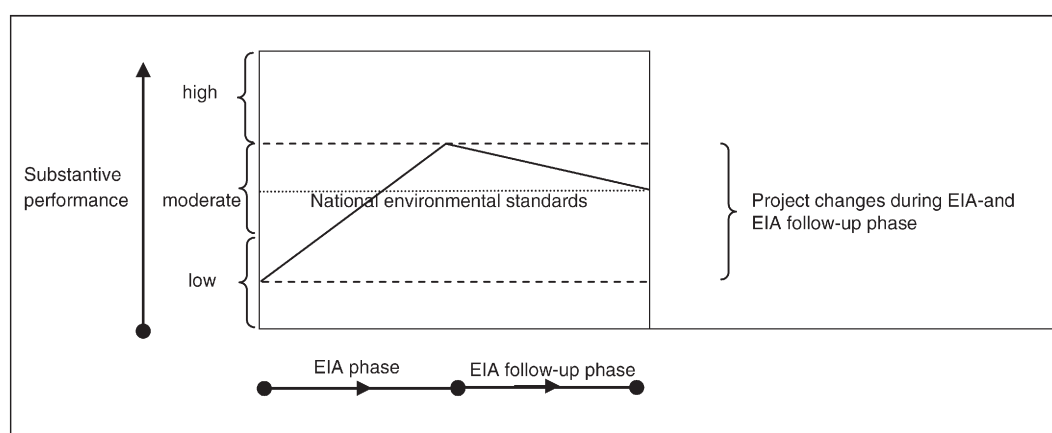 high
Substantive
performance
moderate
National environmental standards
low
Project changes during EIA-and
EIA follow-up phase
EIA phase
EIA follow-up phase